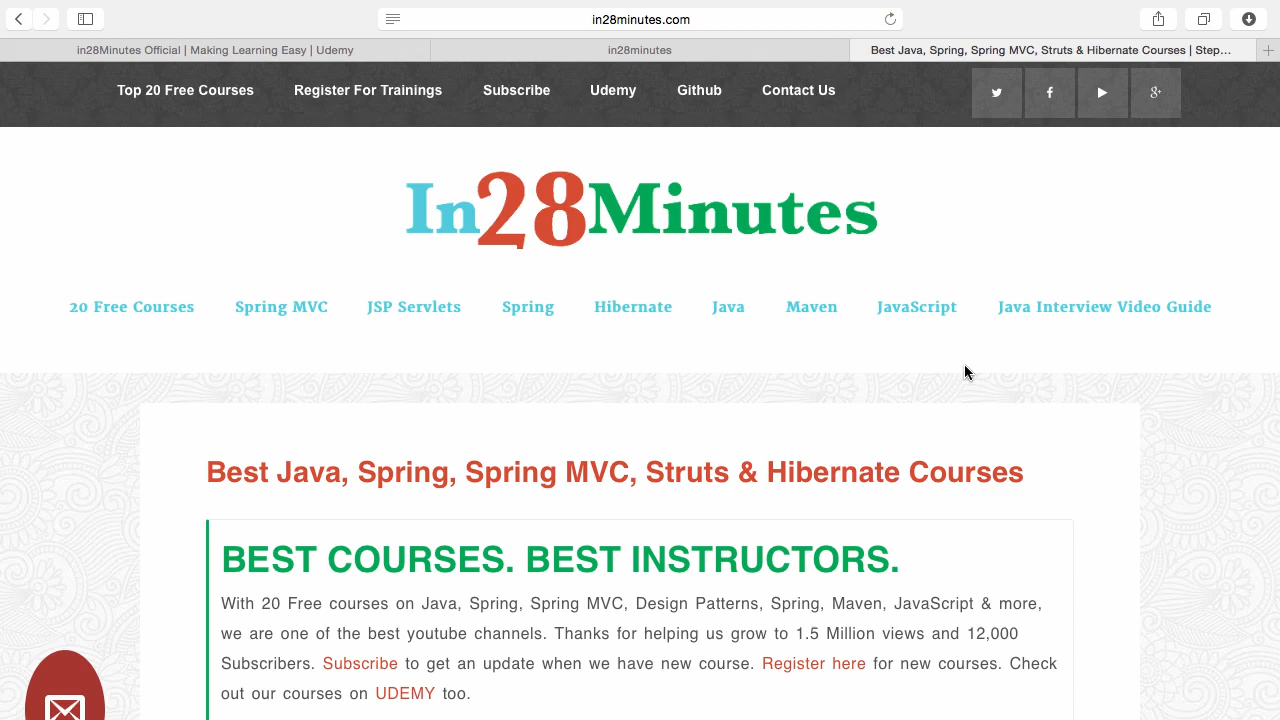 in28minutes.com
in28Minutes Official | Making Learning Easy | Udemy
in28minutes
Best Java, Spring, Spring MVC, Struts & Hibernate Courses | Step…
Top 20 Free Courses
Register For Trainings
Subscribe
Udemy
Github
Contact Us
In28Minutes
20 Free Courses
Spring MVC
JSP Servlets
Spring
Hibernate
Java
Maven
JavaScript
Java Interview Video Guide
Best Java, Spring, Spring MVC, Struts & Hibernate Courses
BEST COURSES. BEST INSTRUCTORS.
With 20 Free courses on Java, Spring, Spring MVC, Design Patterns, Spring, Maven, JavaScript & more,
we are one of the best youtube channels. Thanks for helping us grow to 1.5 Million views and 12,000
Subscribers. Subscribe to get an update when we have new course. Register here for new courses. Check
out our courses on UDEMY too.